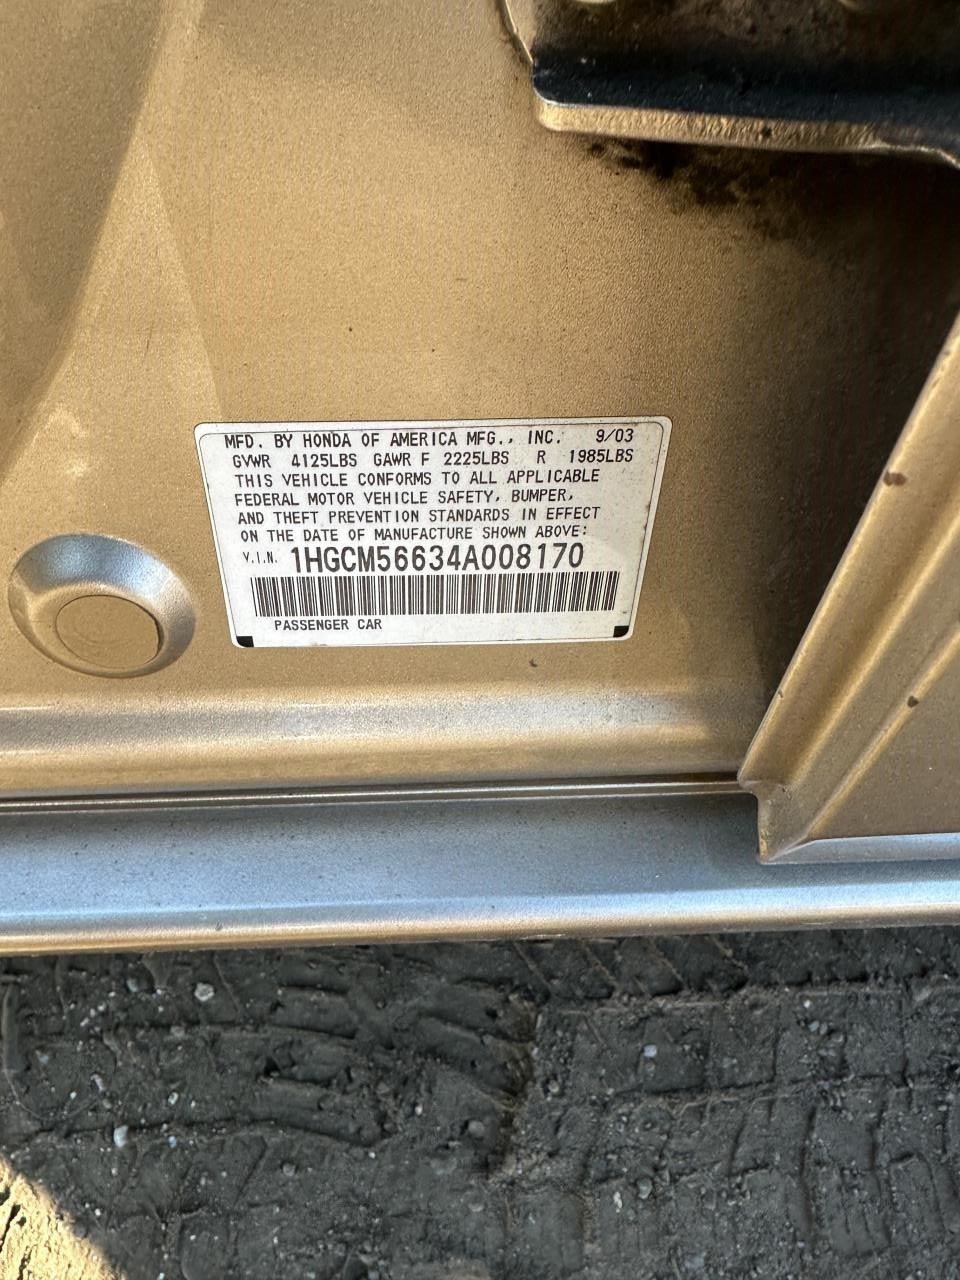 MFD. BY HONDA OF AMERICA MFG., INC. 9/03
GVWR 4125LBS GAWR F 2225LBS R 1985LBS
THIS VEHICLE CONFORMS TO ALL APPLICABLE
FEDERAL MOTOR VEHICLE SAFETY, BUMPER,
AND THEFT PREVENTION STANDARDS IN EFFECT
ON THE DATE OF MANUFACTURE SHOWN ABOVE:
V.I.N. 1HGCM56634A008170
PASSENGER CAR